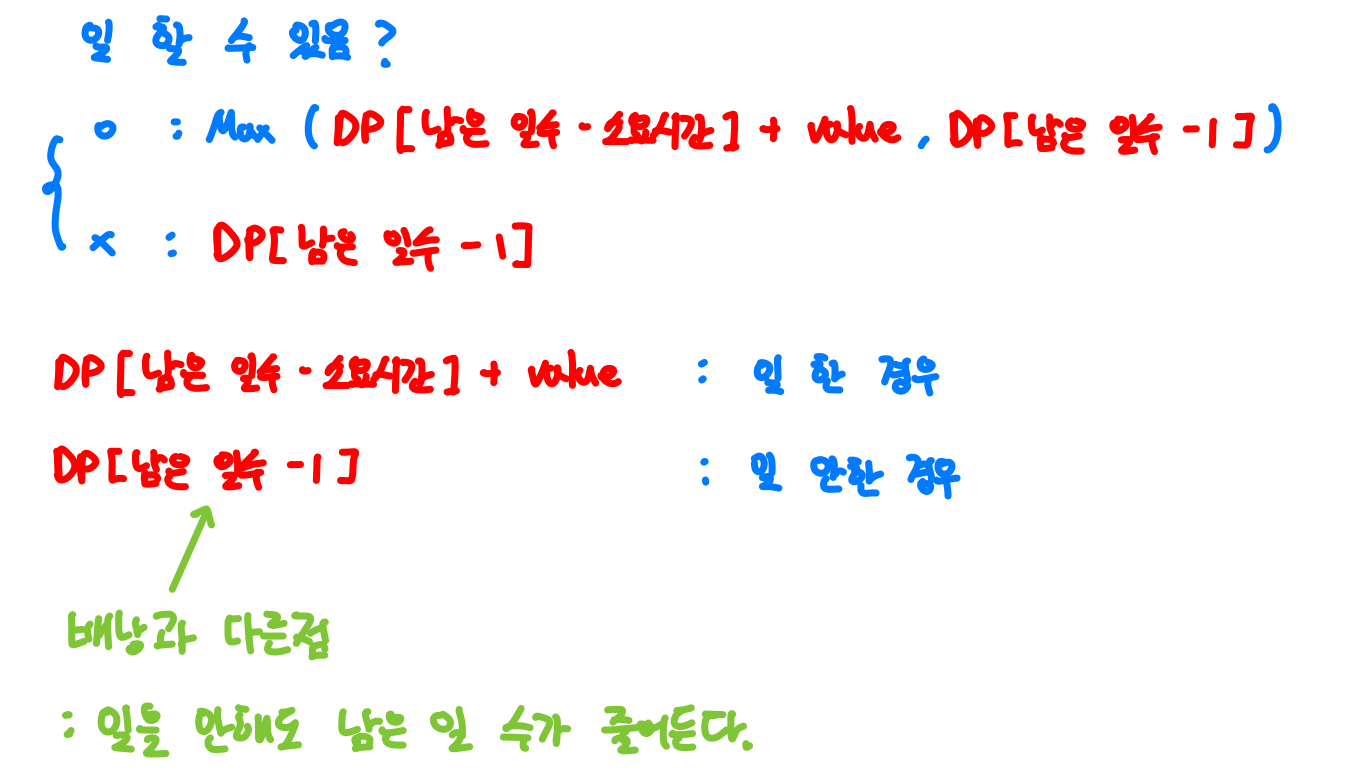 일 할 수 있음?
o : Max (DP[남은 일수 - 소요시간] + value, DP[남은 일수 -1])
x : DP[남은 일수 -1]
DP[남은 일수 - 소요시간] + value : 일 한 경우
DP[남은 일수 -1] : 일 안한 경우
배낭과 다른점
: 일을 안해도 남은 일 수가 줄어든다.